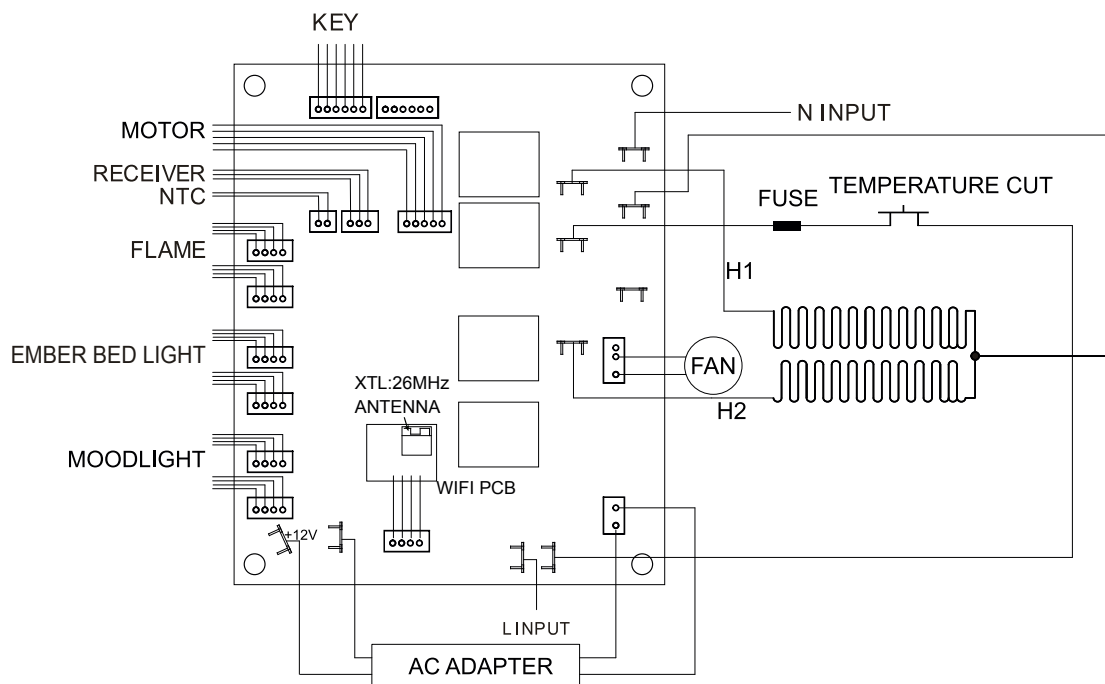 KEY
N INPUT
MOTOR
RECEIVER
NTC
FUSE
TEMPERATURE CUT
FLAME
H1
EMBER BED LIGHT
FAN
XTL:26MHz
ANTENNA
H2
MOODLIGHT
WIFI PCB
+12V
L INPUT
AC ADAPTER